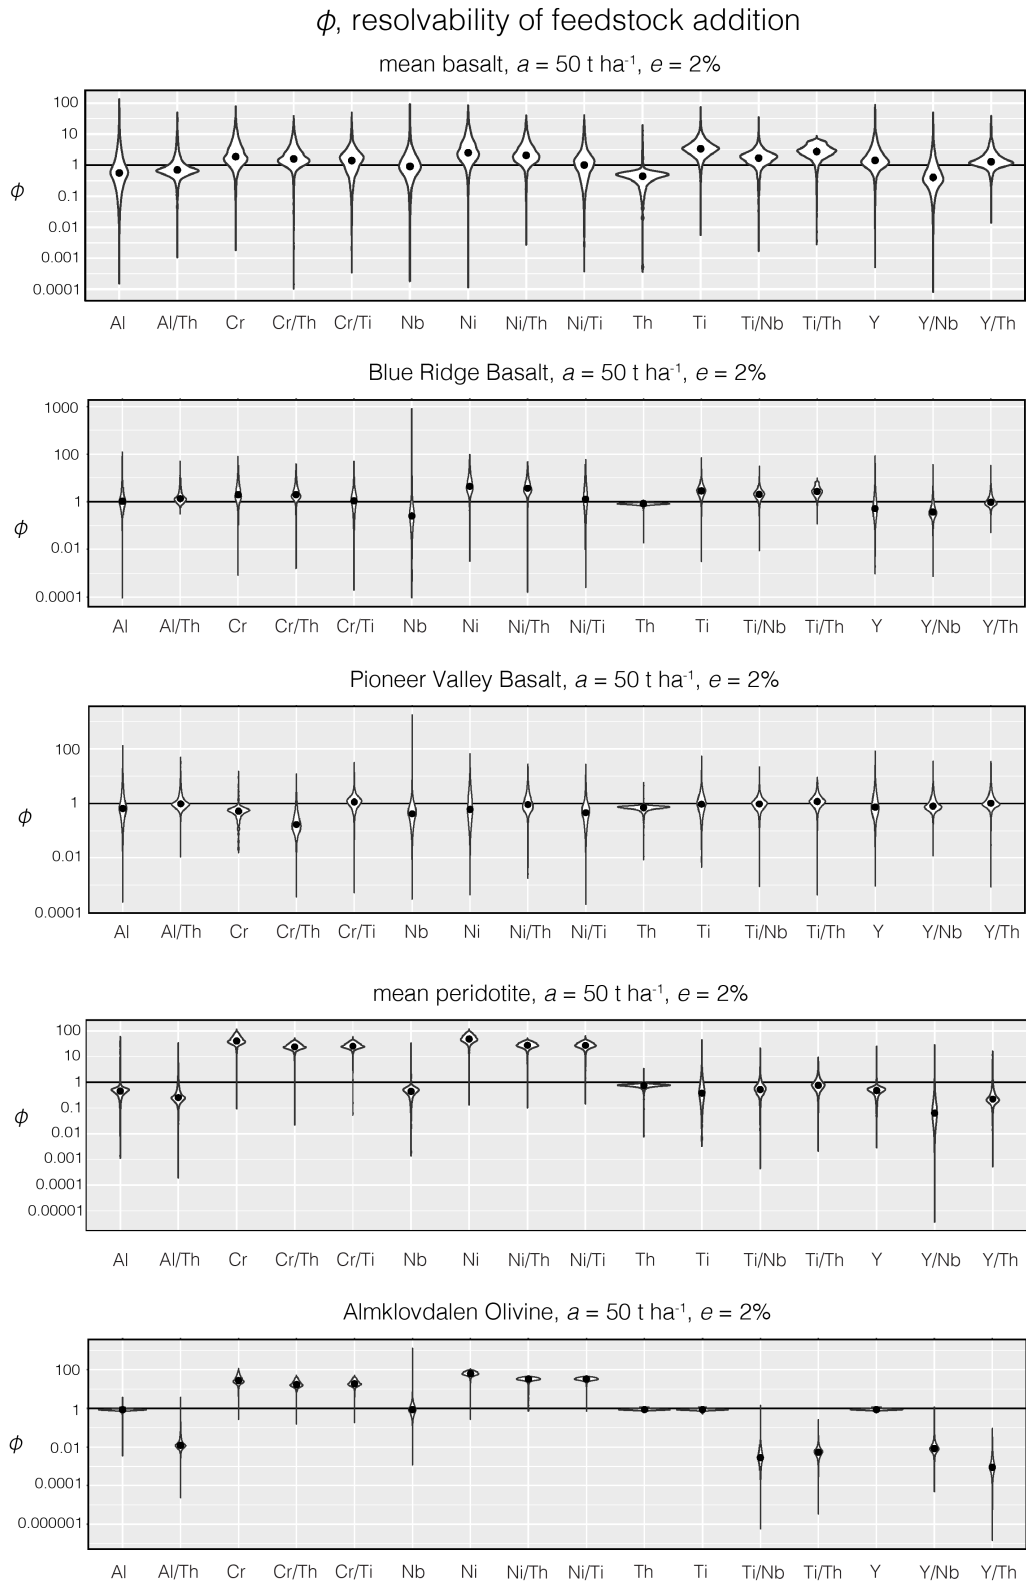 ϕ, resolvability of feedstock addition
mean basalt, a = 50 t ha⁻¹, e = 2%
100
10
1
0.1
0.01
0.001
0.0001
ϕ
Al Al/Th Cr Cr/Th Cr/Ti Nb Ni Ni/Th Ni/Ti Th Ti Ti/Nb Ti/Th Y Y/Nb Y/Th
Blue Ridge Basalt, a = 50 t ha⁻¹, e = 2%
1000
100
1
0.01
0.0001
ϕ
Al Al/Th Cr Cr/Th Cr/Ti Nb Ni Ni/Th Ni/Ti Th Ti Ti/Nb Ti/Th Y Y/Nb Y/Th
Pioneer Valley Basalt, a = 50 t ha⁻¹, e = 2%
100
1
0.01
0.0001
ϕ
Al Al/Th Cr Cr/Th Cr/Ti Nb Ni Ni/Th Ni/Ti Th Ti Ti/Nb Ti/Th Y Y/Nb Y/Th
mean peridotite, a = 50 t ha⁻¹, e = 2%
100
10
1
0.1
0.01
0.001
0.0001
0.00001
ϕ
Al Al/Th Cr Cr/Th Cr/Ti Nb Ni Ni/Th Ni/Ti Th Ti Ti/Nb Ti/Th Y Y/Nb Y/Th
Almklovdalen Olivine, a = 50 t ha⁻¹, e = 2%
100
1
0.01
0.0001
0.000001
ϕ
Al Al/Th Cr Cr/Th Cr/Ti Nb Ni Ni/Th Ni/Ti Th Ti Ti/Nb Ti/Th Y Y/Nb Y/Th